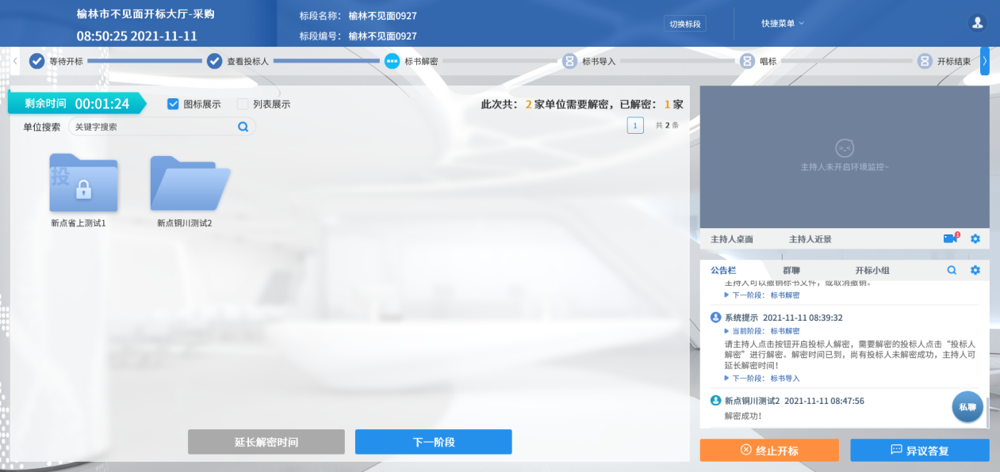 榆林市不见面开标大厅-采购
08:50:25 2021-11-11
标段名称： 榆林不见面0927
标段编号： 榆林不见面0927
切换标段
快捷菜单
等待开标
查看投标人
标书解密
标书导入
唱标
开标结束
剩余时间 00:01:24
图标展示
列表展示
此次共： 2 家单位需要解密，已解密： 1 家
单位搜索
关键字搜索
1
共 2 条
投
新点省上测试1
新点铜川测试2
延长解密时间
下一阶段
主持人未开启环境监控~
主持人桌面
主持人近景
1
公告栏
群聊
开标小组
主持人可以撤销标书文件，或取消撤销。
下一阶段： 标书解密
系统提示 2021-11-11 08:39:32
当前阶段： 标书解密
请主持人点击按钮开启投标人解密，需要解密的投标人点击“投标人
解密”进行解密。解密时间已到，尚有投标人未解密成功，主持人可
延长解密时间！
下一阶段： 标书导入
新点铜川测试2 2021-11-11 08:47:56
解密成功！
私聊
终止开标
异议答复